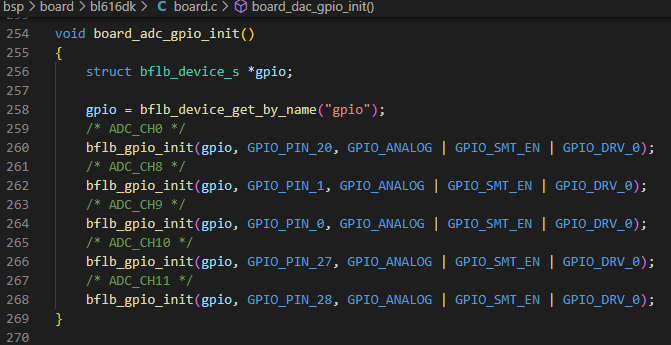 bsp > board > bl616dk > C board.c > board_dac_gpio_init()
254 void board_adc_gpio_init()
255 {
256 struct bflb_device_s *gpio;
257
258 gpio = bflb_device_get_by_name("gpio");
259 /* ADC_CH0 */
260 bflb_gpio_init(gpio, GPIO_PIN_20, GPIO_ANALOG | GPIO_SMT_EN | GPIO_DRV_0);
261 /* ADC_CH8 */
262 bflb_gpio_init(gpio, GPIO_PIN_1, GPIO_ANALOG | GPIO_SMT_EN | GPIO_DRV_0);
263 /* ADC_CH9 */
264 bflb_gpio_init(gpio, GPIO_PIN_0, GPIO_ANALOG | GPIO_SMT_EN | GPIO_DRV_0);
265 /* ADC_CH10 */
266 bflb_gpio_init(gpio, GPIO_PIN_27, GPIO_ANALOG | GPIO_SMT_EN | GPIO_DRV_0);
267 /* ADC_CH11 */
268 bflb_gpio_init(gpio, GPIO_PIN_28, GPIO_ANALOG | GPIO_SMT_EN | GPIO_DRV_0);
269 }
270